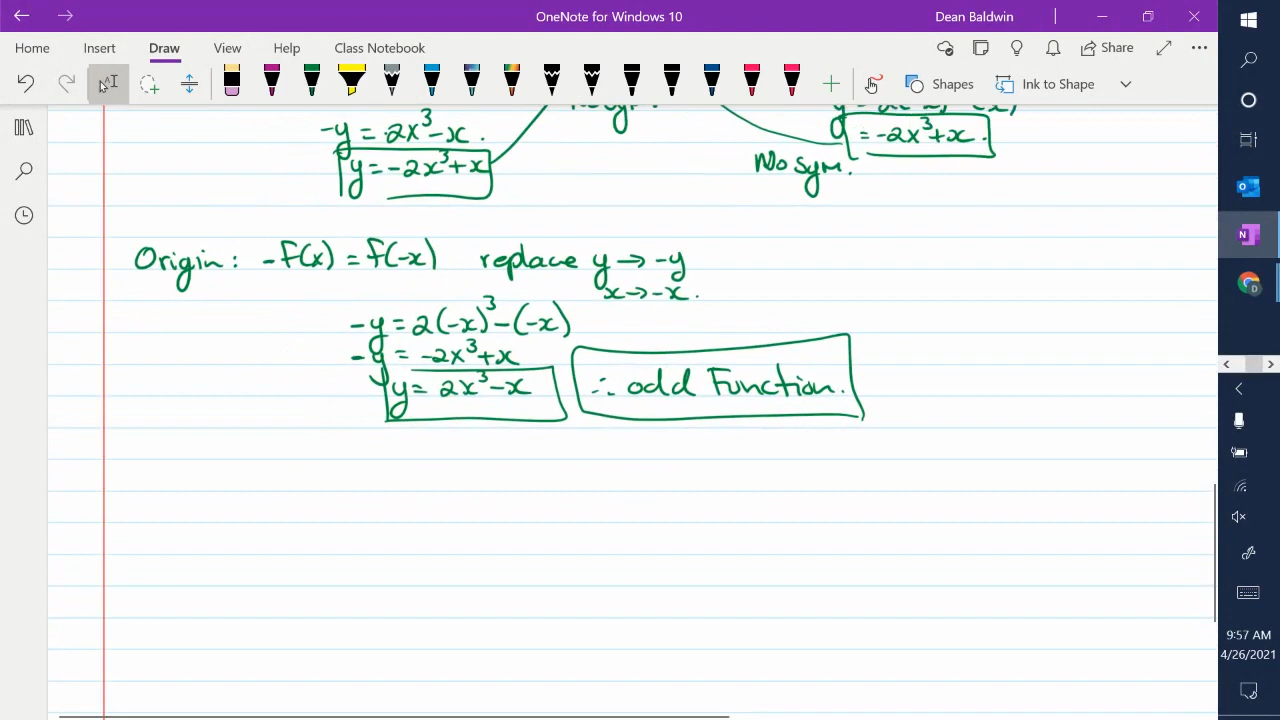 OneNote for Windows 10
Dean Baldwin
Home Insert Draw View Help Class Notebook
Share
Shapes
Ink to Shape
-y = 2x³-x.
y = -2x³+x
No sym.
= -2x³+x.
Origin: -f(x) = f(-x) replace y → -y
x → -x.
-y = 2(-x)³-(-x)
-y = -2x³+x
y = 2x³-x
∴ odd Function.
9:57 AM
4/26/2021